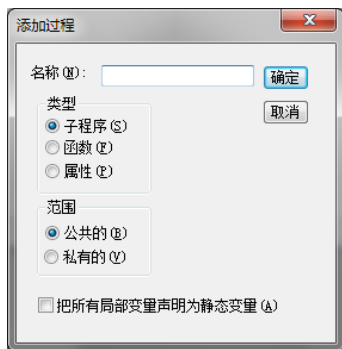 添加过程
名称(N):
确定
取消
类型
子程序(S)
函数(F)
属性(P)
范围
公共的(B)
私有的(V)
把所有局部变量声明为静态变量(A)